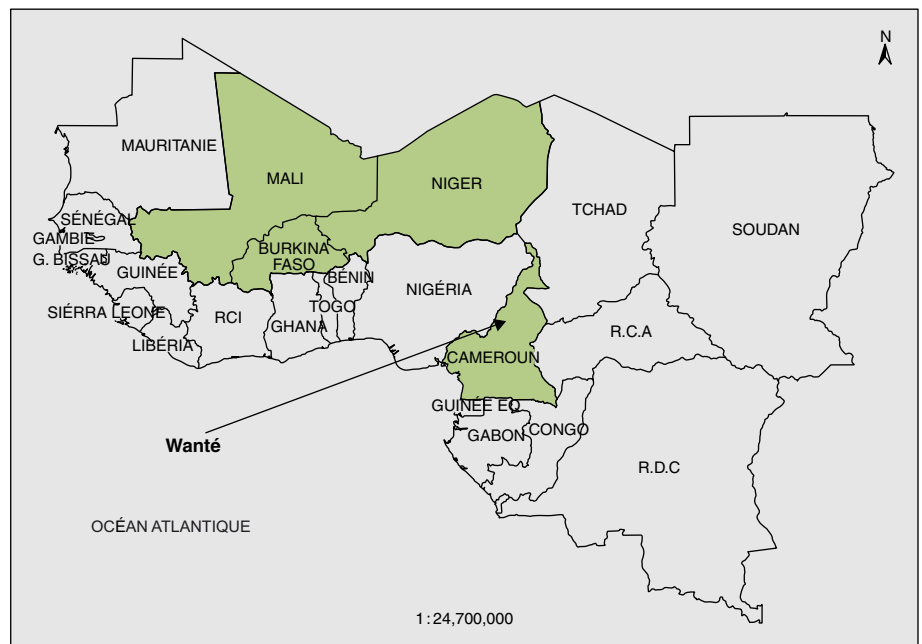 N
MAURITANIE
MALI
NIGER
TCHAD
SOUDAN
SÉNÉGAL
GAMBIE
G. BISSAU
GUINÉE
BURKINA
FASO
BÉNIN
NIGÉRIA
SIÉRRA LEONE
RCI
GHANA
TOGO
LIBÉRIA
R.C.A
CAMEROUN
GUINÉE EQ
GABON
CONGO
Wanté
R.D.C
OCÉAN ATLANTIQUE
1:24,700,000